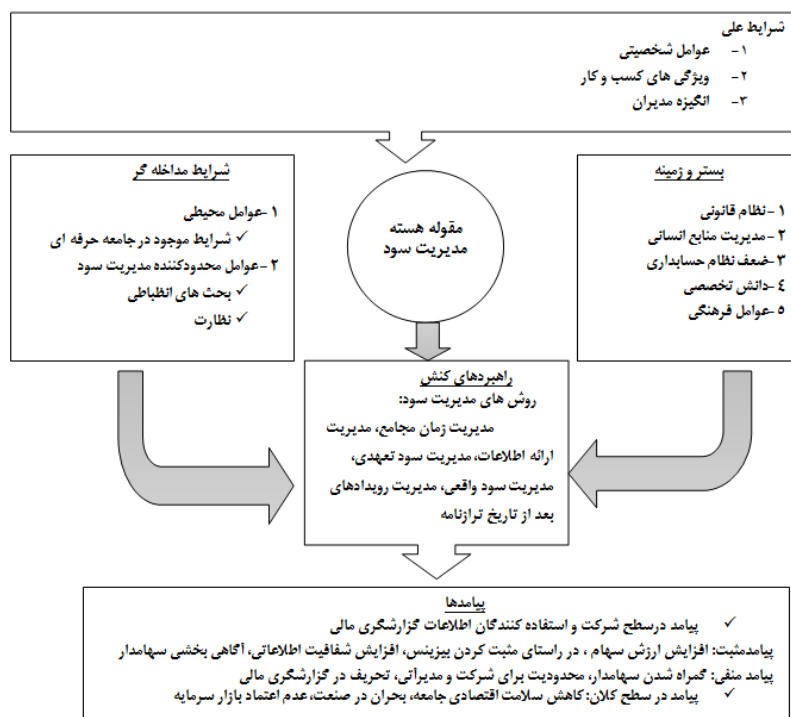 شرایط علی
۱- عوامل شخصیتی
۲- ویژگی های کسب و کار
۳- انگیزه مدیران
بستر و زمینه
۱-نظام قانونی
۲-مدیریت منابع انسانی
۳-ضعف نظام حسابداری
۴-دانش تخصصی
۵-عوامل فرهنگی
مقوله هسته
مدیریت سود
شرایط مداخله گر
۱-عوامل محیطی
✓ شرایط موجود در جامعه حرفه ای
۲-عوامل محدودکننده مدیریت سود
✓ بحث های انظباطی
✓ نظارت
راهبردهای کنش
روش های مدیریت سود:
مدیریت زمان مجامع، مدیریت
ارائه اطلاعات، مدیریت سود تعهدی،
مدیریت سود واقعی، مدیریت رویدادهای
بعد از تاریخ ترازنامه
پیامدها
✓ پیامد درسطح شرکت و استفاده کنندگان اطلاعات گزارشگری مالی
پیامدمثبت: افزایش ارزش سهام ، در راستای مثبت کردن بیزینس، افزایش شفافیت اطلاعاتی، آگاهی بخشی سهامدار
پیامد منفی: گمراه شدن سهامدار، محدودیت برای شرکت و مدیرآتی، تحریف در گزارشگری مالی
✓ پیامد در سطح کلان: کاهش سلامت اقتصادی جامعه، بحران در صنعت، عدم اعتماد بازار سرمایه